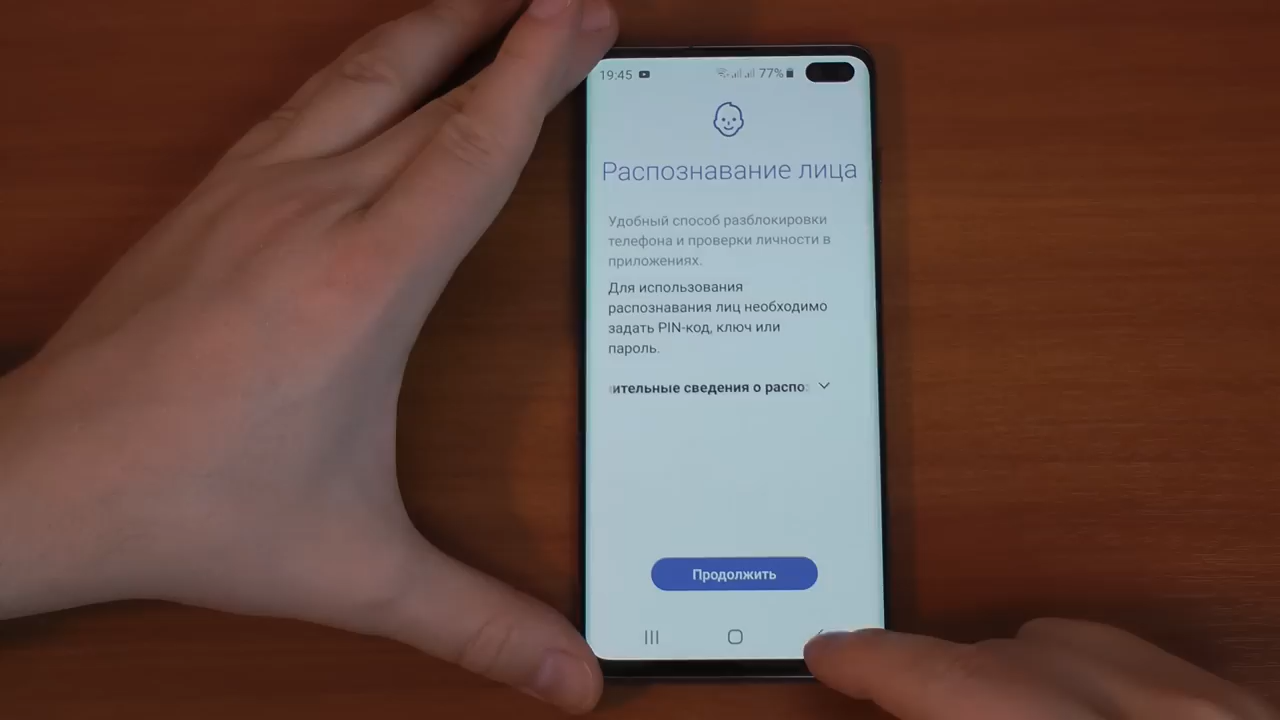 19:45 77%
Распознавание лица
Удобный способ разблокировки
телефона и проверки личности в
приложениях.
Для использования
распознавания лиц необходимо
задать PIN-код, ключ или
пароль.
ительные сведения о распо
Продолжить